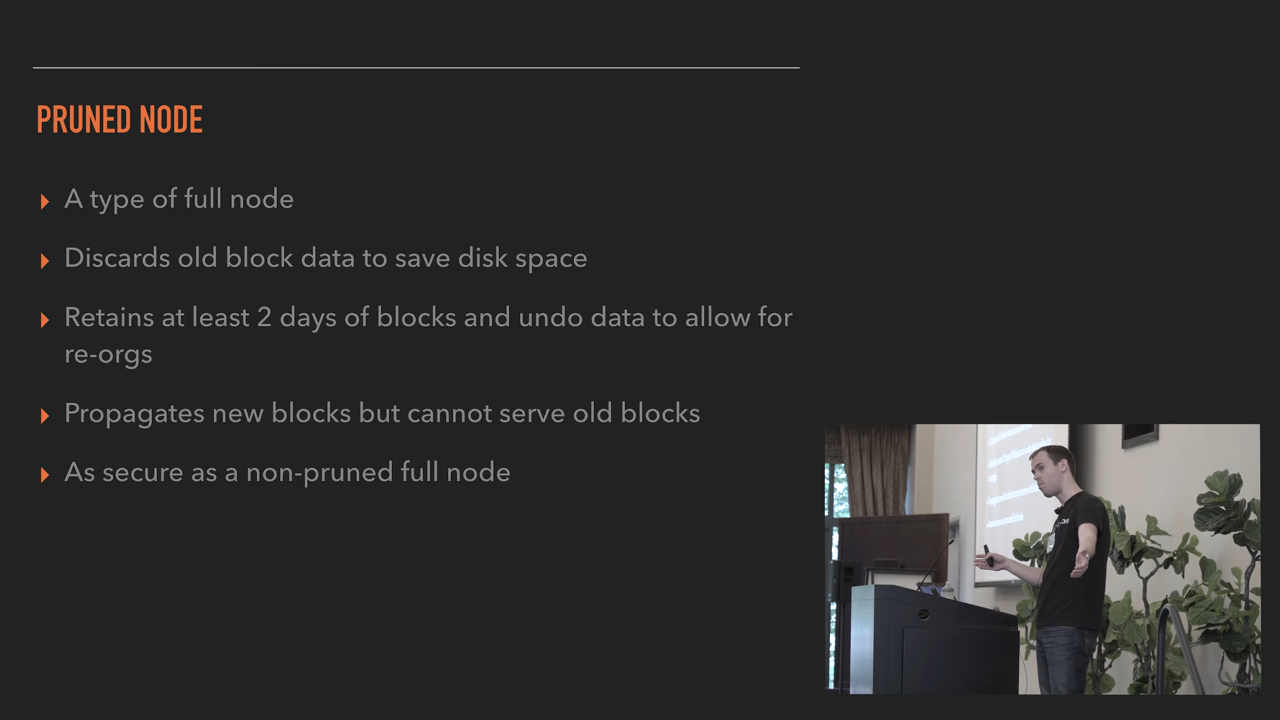 PRUNED NODE
A type of full node
Discards old block data to save disk space
Retains at least 2 days of blocks and undo data to allow for
re-orgs
Propagates new blocks but cannot serve old blocks
As secure as a non-pruned full node